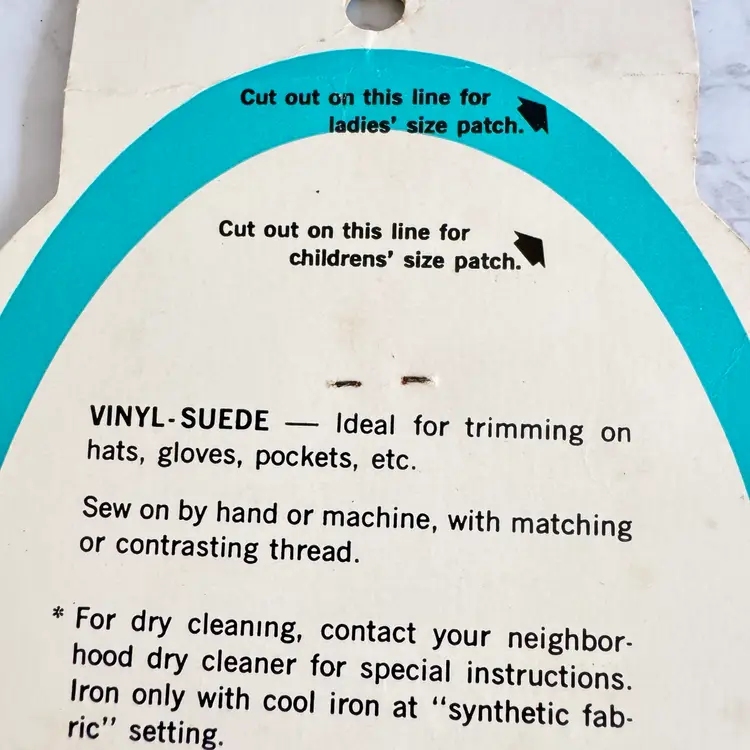 Cut out on this line for
ladies' size patch.
Cut out on this line for
childrens' size patch.
VINYL-SUEDE — Ideal for trimming on
hats, gloves, pockets, etc.
Sew on by hand or machine, with matching
or contrasting thread.
* For dry cleaning, contact your neighbor-
hood dry cleaner for special instructions.
Iron only with cool iron at “synthetic fab-
ric” setting.